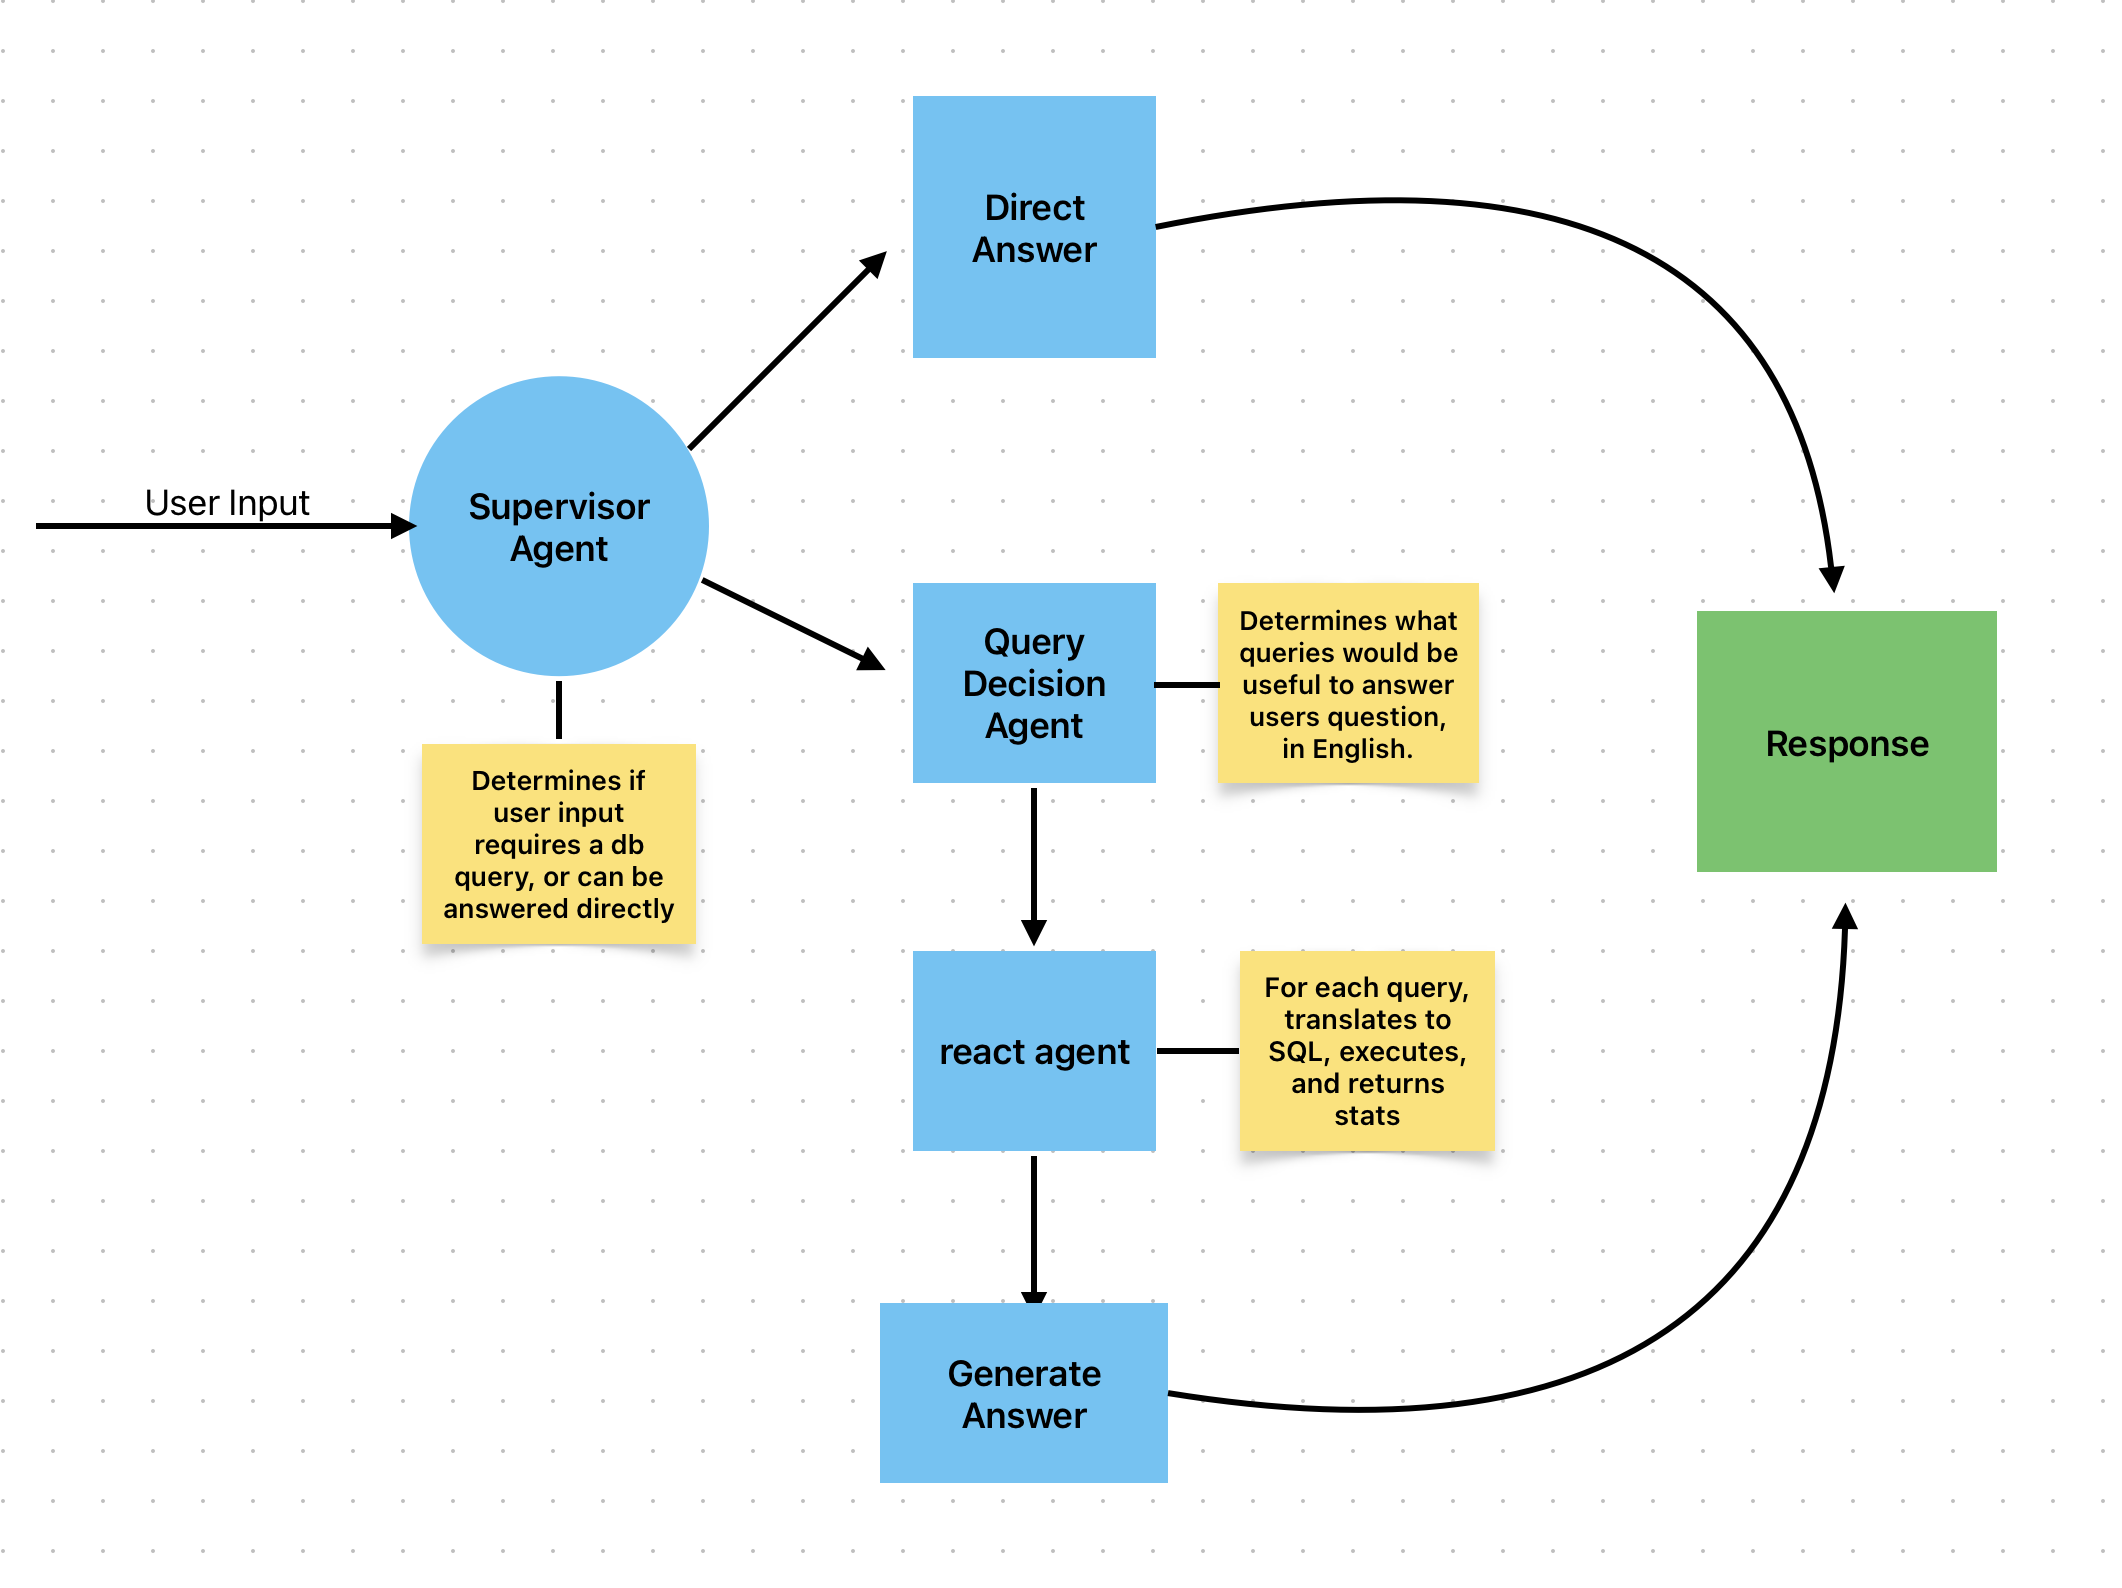 Direct
Answer
User Input
Supervisor
Agent
Determines if
user input
requires a db
query, or can be
answered directly
Query
Decision
Agent
Determines what
queries would be
useful to answer
users question,
in English.
Response
react agent
For each query,
translates to
SQL, executes,
and returns
stats
Generate
Answer